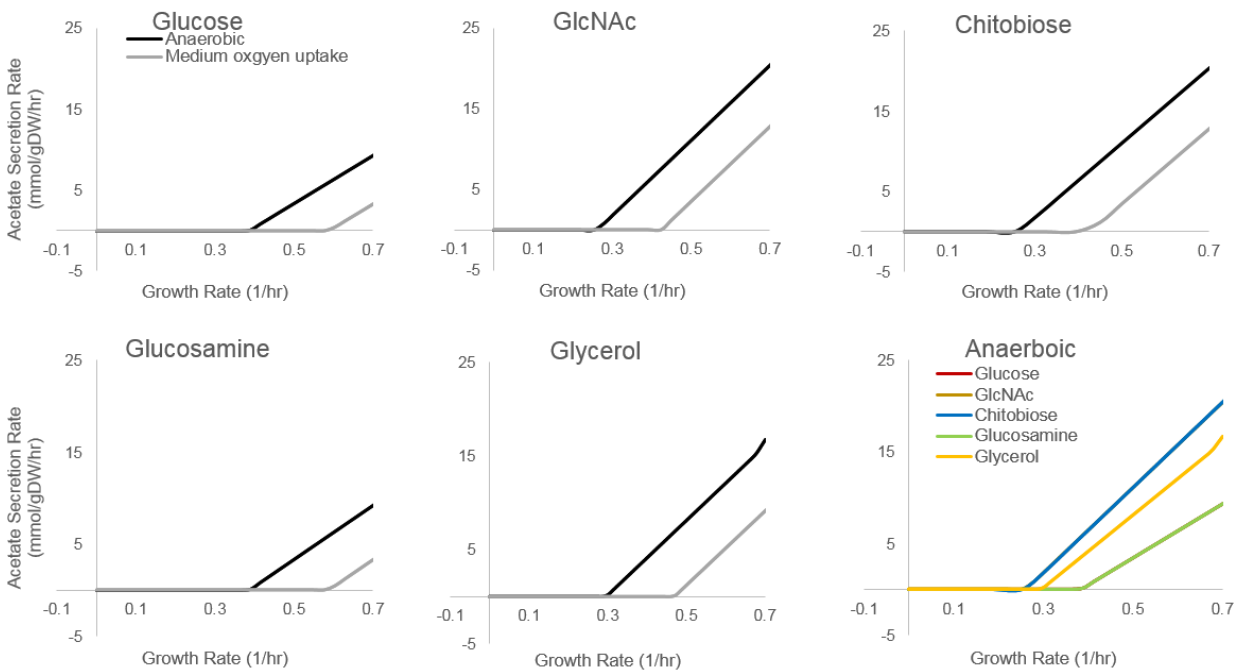 Glucose
Anaerobic
Medium oxgyen uptake
25
15
5
-5
-0.1 0.1 0.3 0.5 0.7
Growth Rate (1/hr)
Acetate Secretion Rate
(mmol/gDW/hr)
GlcNAc
25
15
5
-5
-0.1 0.1 0.3 0.5 0.7
Growth Rate (1/hr)
Chitobiose
25
15
5
-5
-0.1 0.1 0.3 0.5 0.7
Growth Rate (1/hr)
Glucosamine
25
15
5
-5
-0.1 0.1 0.3 0.5 0.7
Growth Rate (1/hr)
Acetate Secretion Rate
(mmol/gDW/hr)
Glycerol
25
15
5
-5
-0.1 0.1 0.3 0.5 0.7
Growth Rate (1/hr)
Anaerboic
Glucose
GlcNAc
Chitobiose
Glucosamine
Glycerol
25
15
5
-5
-0.1 0.1 0.3 0.5 0.7
Growth Rate (1/hr)